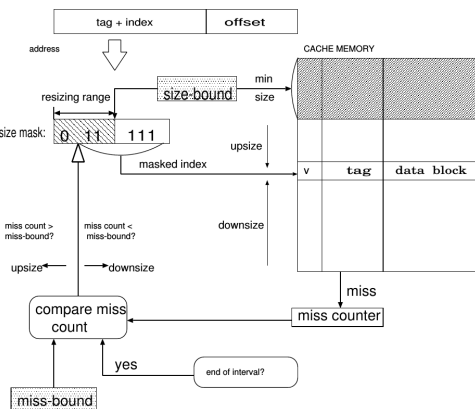 tag + index
offset
address
CACHE MEMORY
min
size
size-bound
resizing range
size mask:
0 11 111
upsize
masked index
v tag data block
miss count >
miss-bound?
miss count <
miss-bound?
downsize
upsize
downsize
miss
compare miss
count
miss counter
yes
end of interval?
miss-bound